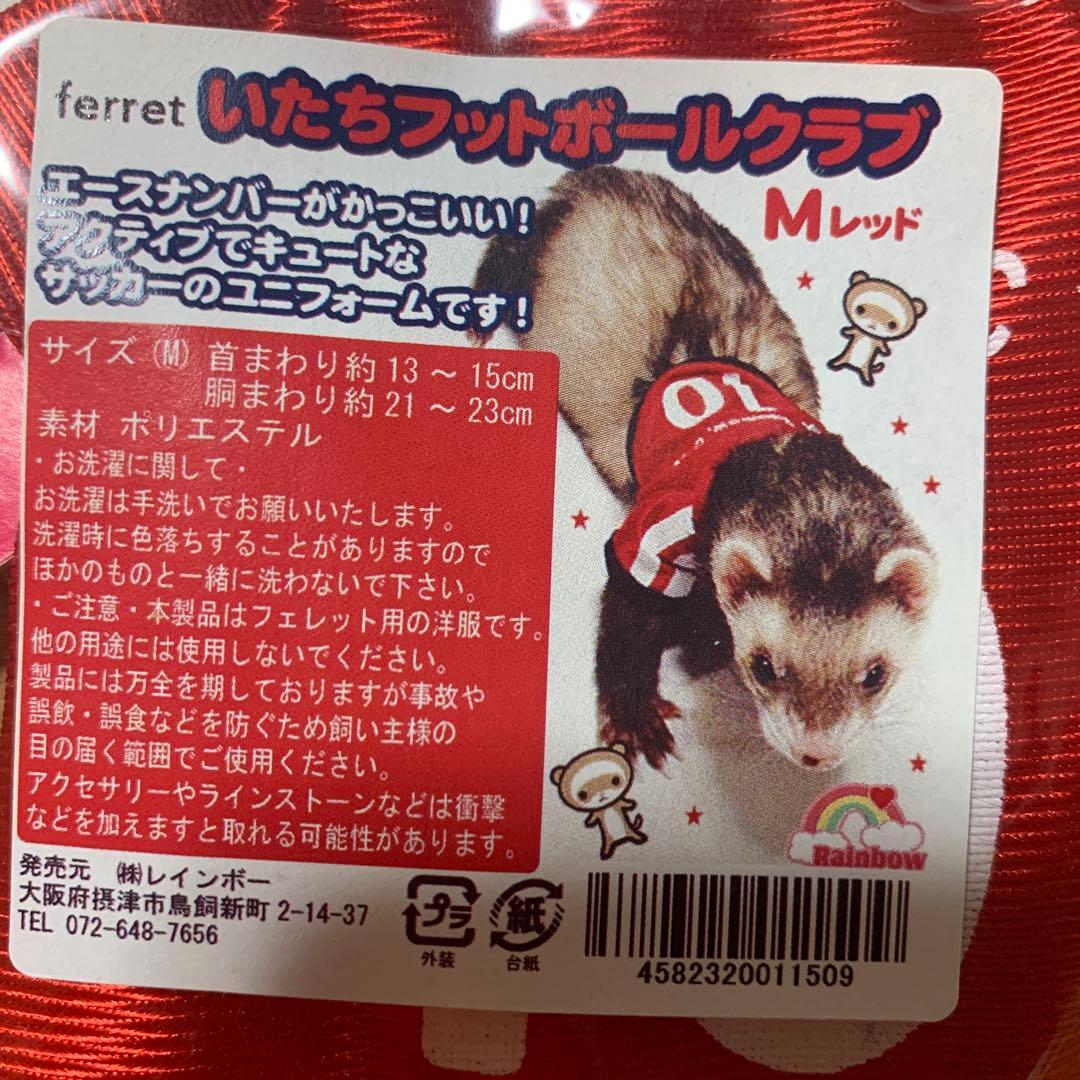 ferret いたちフットボールクラブ
エースナンバーがかっこいい!
アクティブでキュートな
サッカーのユニフォームです!
Mレッド
サイズ (M) 首まわり約 13 ~ 15cm
胴まわり約 21 ~ 23cm
素材 ポリエステル
・お洗濯に関して・
お洗濯は手洗いでお願いいたします。
洗濯時に色落ちすることがありますので
ほかのものと一緒に洗わないで下さい。
・ご注意・本製品はフェレット用の洋服です。
他の用途には使用しないでください。
製品には万全を期しておりますが事故や
誤飲・誤食などを防ぐため飼い主様の
目の届く範囲でご使用ください。
アクセサリーやラインストーンなどは衝撃
などを加えますと取れる可能性があります。
10
Rainbow
発売元 ㈱レインボー
大阪府摂津市鳥飼新町 2-14-37
TEL 072-648-7656
プラ
外装
紙
台紙
4582320011509